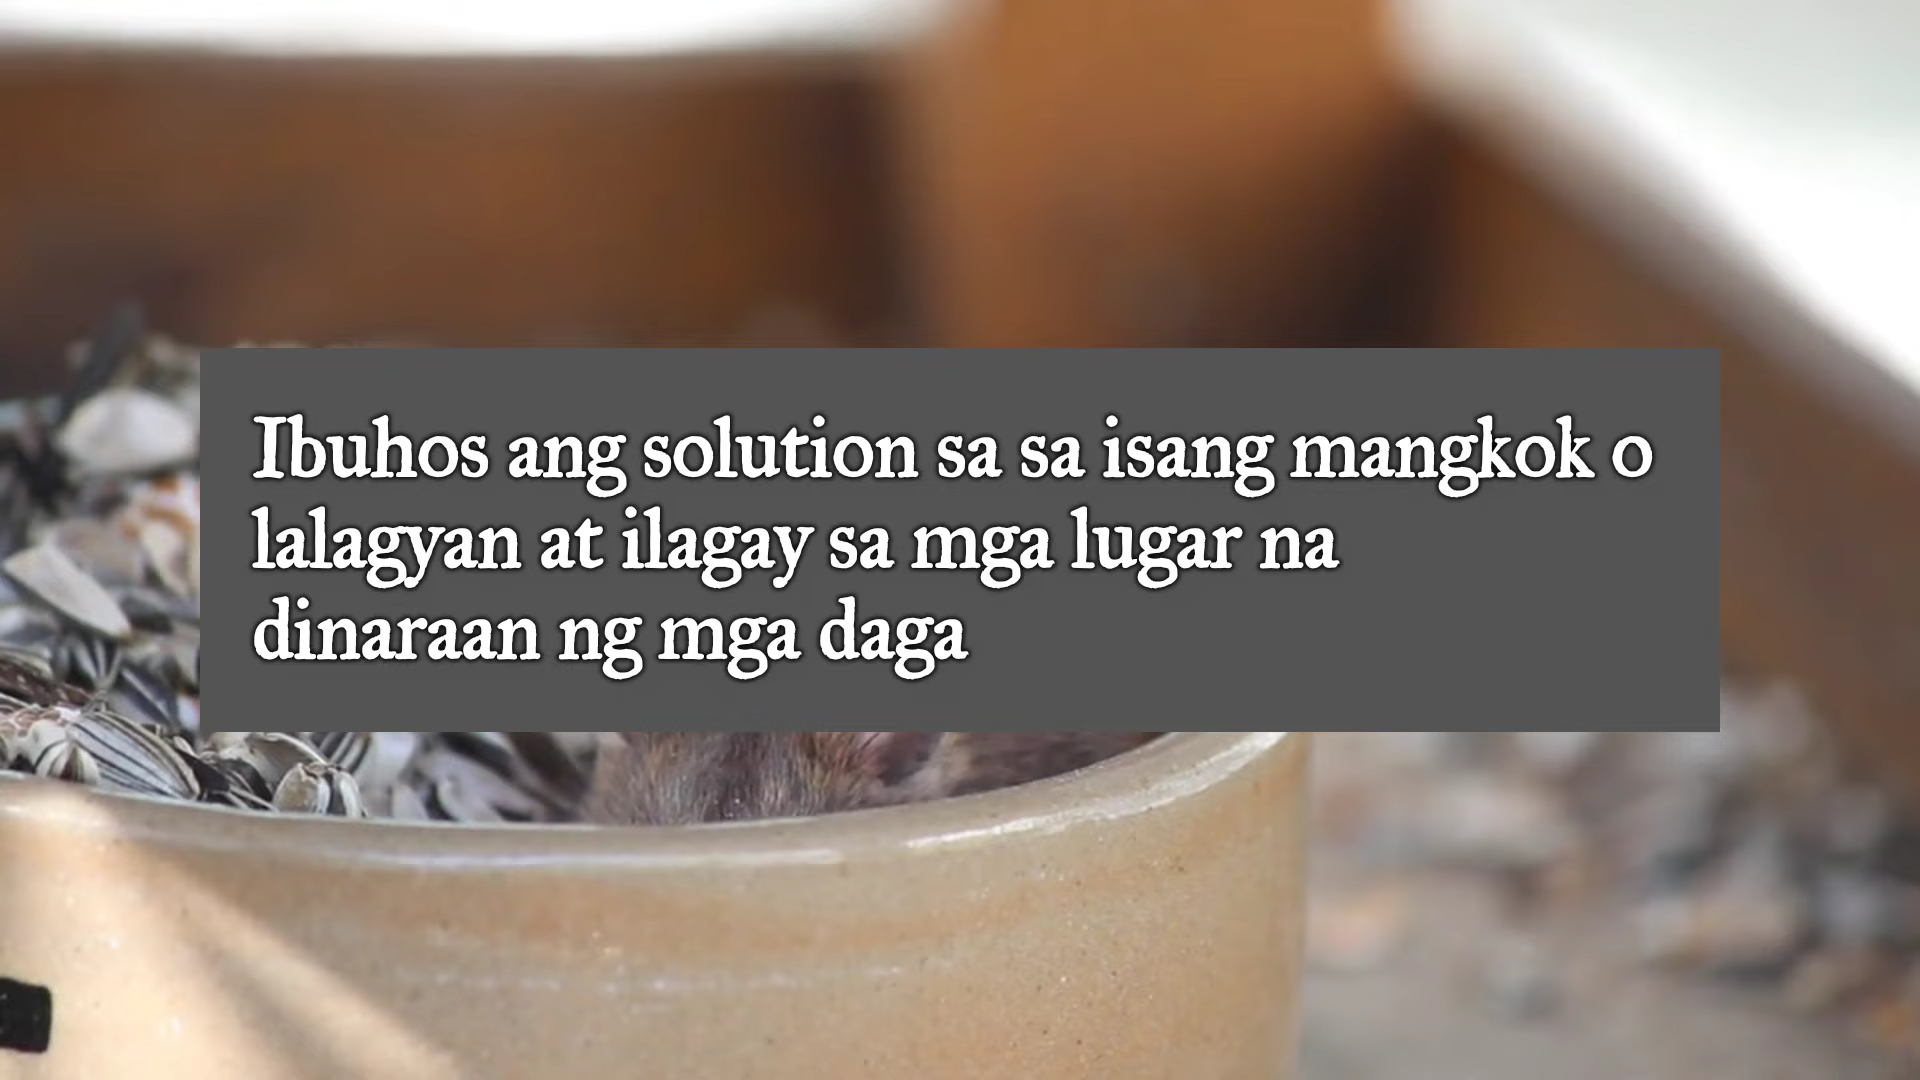 Ibuhos ang solution sa sa isang mangkok o
lalagyan at ilagay sa mga lugar na
dinaraan ng mga daga